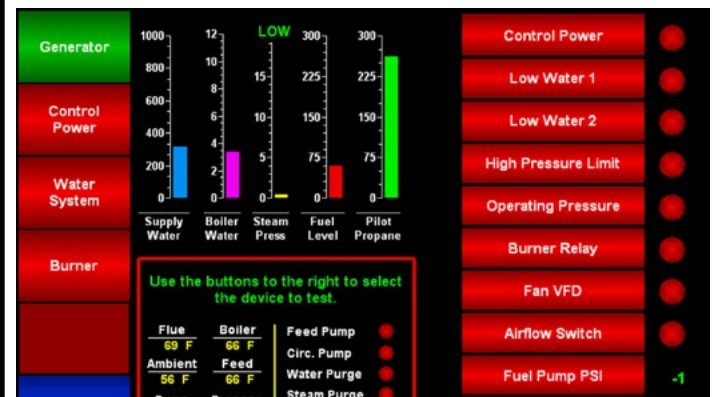 Generator
Control
Power
Water
System
Burner
1000
800
600
400
200
0
Supply
Water
12
10
8
6
4
2
0
Boiler
Water
LOW
15
10
5
0
Steam
Press
300
225
150
75
0
Fuel
Level
300
225
150
75
0
Pilot
Propane
Use the buttons to the right to select
the device to test.
Flue Boiler
69 F 66 F
Ambient Feed
56 F 66 F
Feed Pump
Circ. Pump
Water Purge
Steam Purge
Control Power
Low Water 1
Low Water 2
High Pressure Limit
Operating Pressure
Burner Relay
Fan VFD
Airflow Switch
Fuel Pump PSI -1